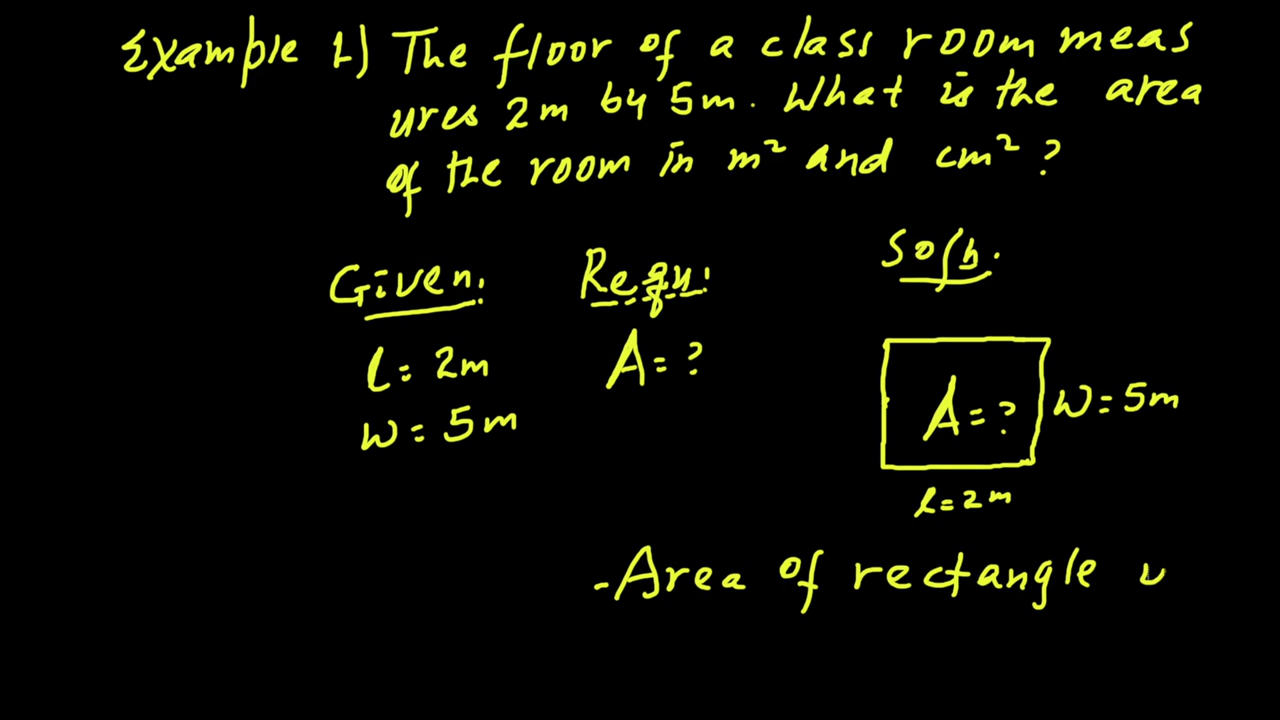 Example 1) The floor of a class room meas
ures 2m by 5m. What is the area
of the room in m² and cm²?
Given: Requ: Soln.
l = 2m A = ?
w = 5m
A = ? W = 5m
l = 2m
- Area of rectangle